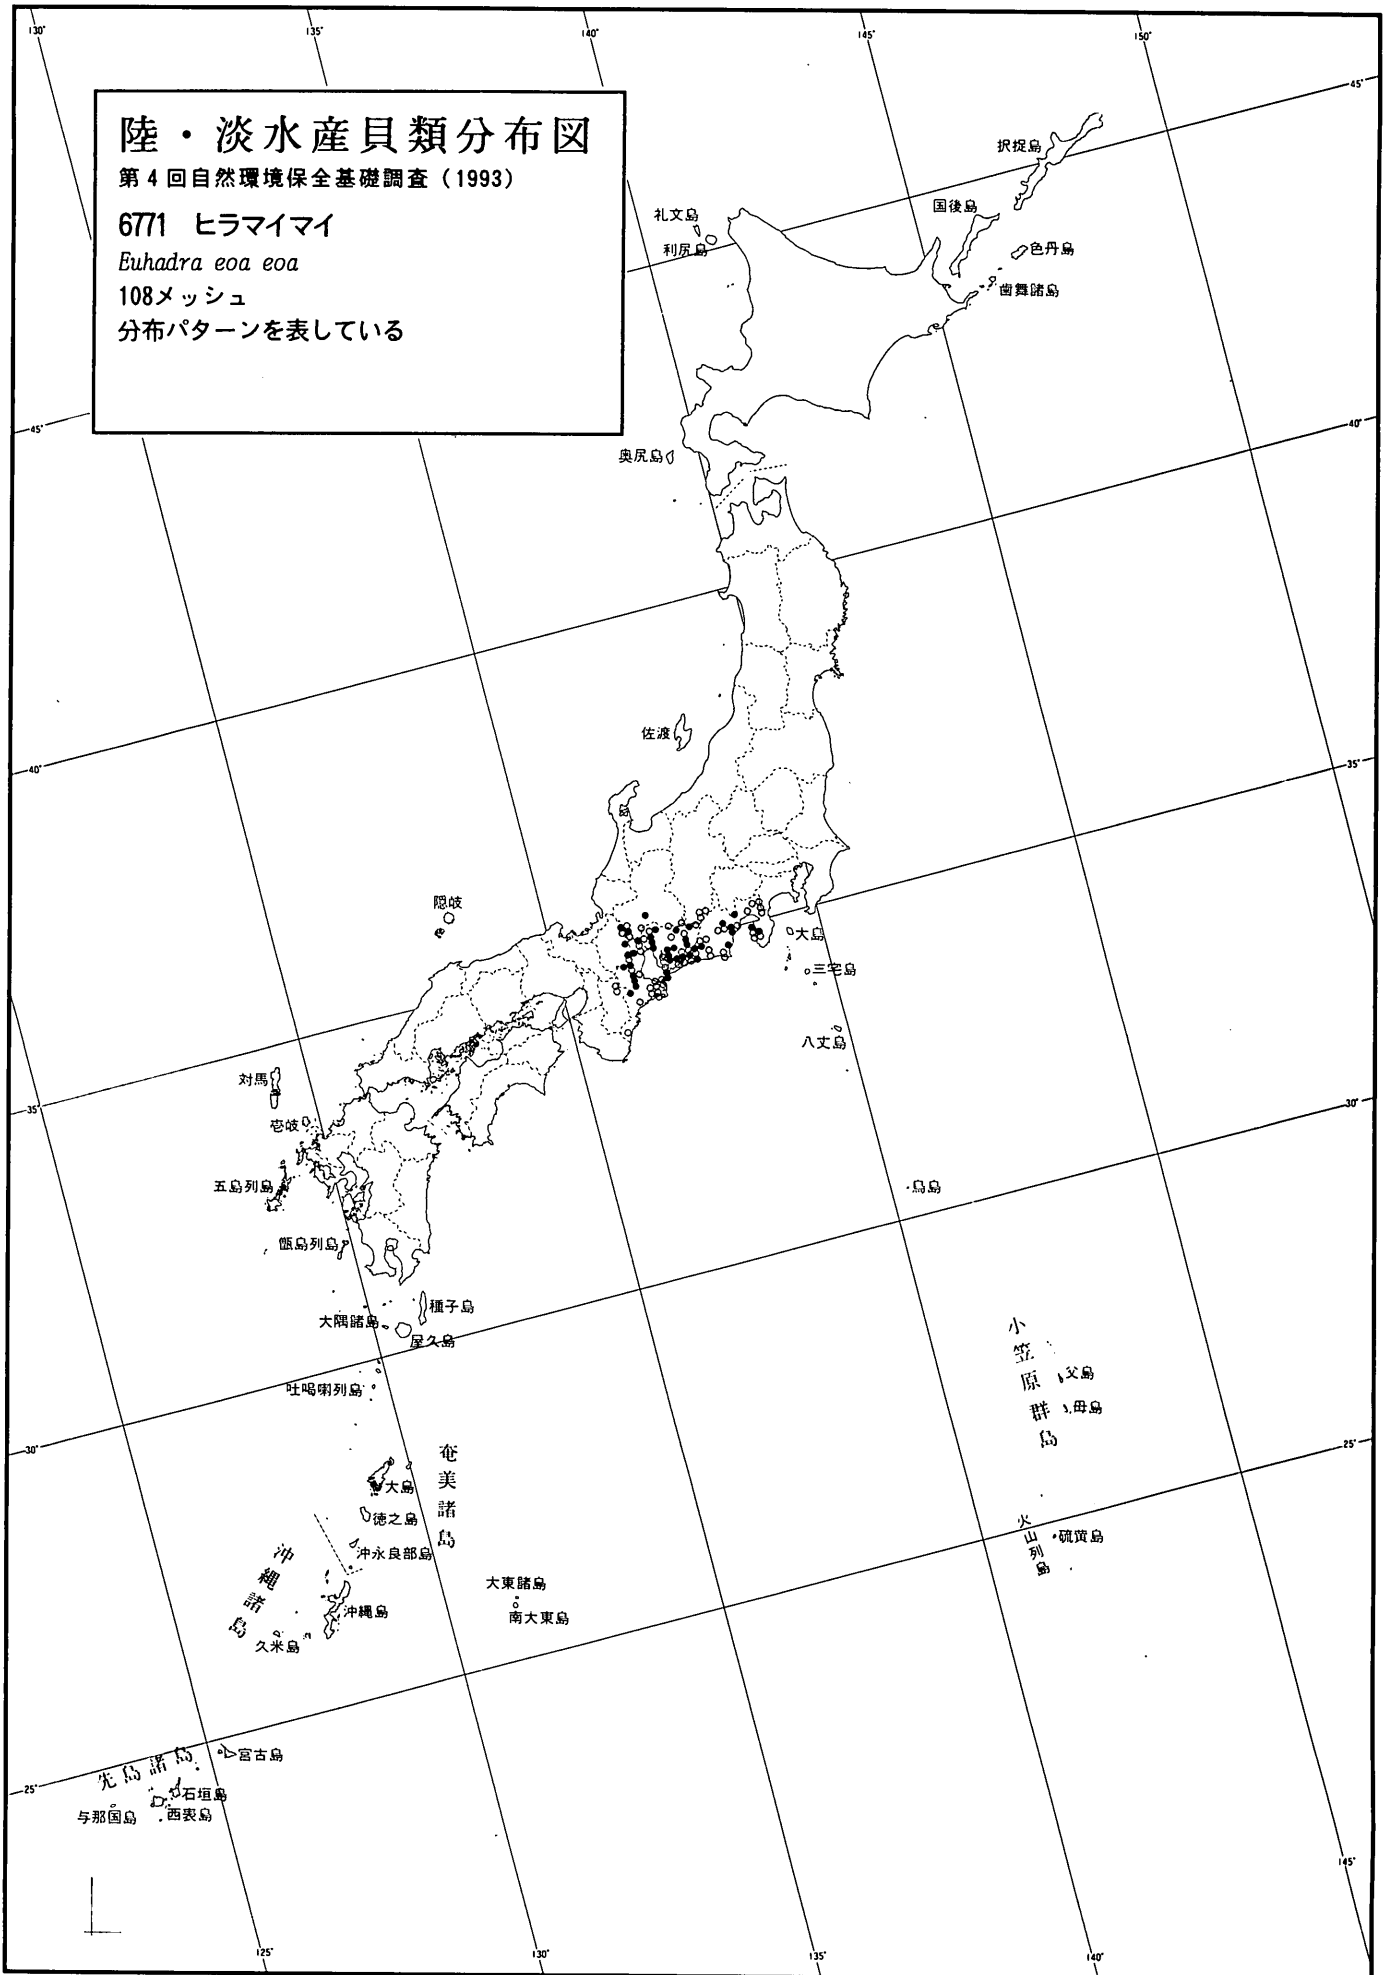 130°
135°
140°
145°
150°
陸・淡水産貝類分布図
第4回自然環境保全基礎調査（1993）
6771 ヒラマイマイ
Euhadra eoa eoa
108メッシュ
分布パターンを表している
45°
択捉島
国後島
礼文島
利尻島
色丹島
歯舞諸島
45°
40°
奥尻島
佐渡
40°
35°
隠岐
大島
三宅島
八丈島
対馬
35°
壱岐
30°
五島列島
鳥島
甑島列島
種子島
大隅諸島
屋久島
小笠原群島
父島
母島
吐喝喇列島
30°
25°
奄美諸島
大島
徳之島
沖永良部島
火山列島
硫黄島
沖縄諸島
沖縄島
久米島
大東諸島
南大東島
先島諸島
宮古島
石垣島
西表島
与那国島
25°
145°
125°
130°
135°
140°